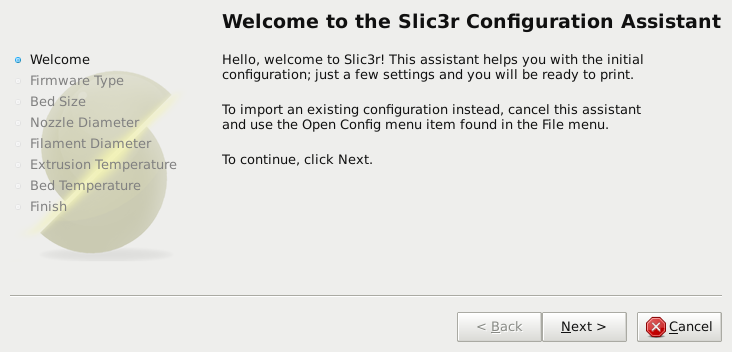 Welcome to the Slic3r Configuration Assistant
Welcome
Firmware Type
Bed Size
Nozzle Diameter
Filament Diameter
Extrusion Temperature
Bed Temperature
Finish
Hello, welcome to Slic3r! This assistant helps you with the initial
configuration; just a few settings and you will be ready to print.
To import an existing configuration instead, cancel this assistant
and use the Open Config menu item found in the File menu.
To continue, click Next.
< Back
Next >
Cancel